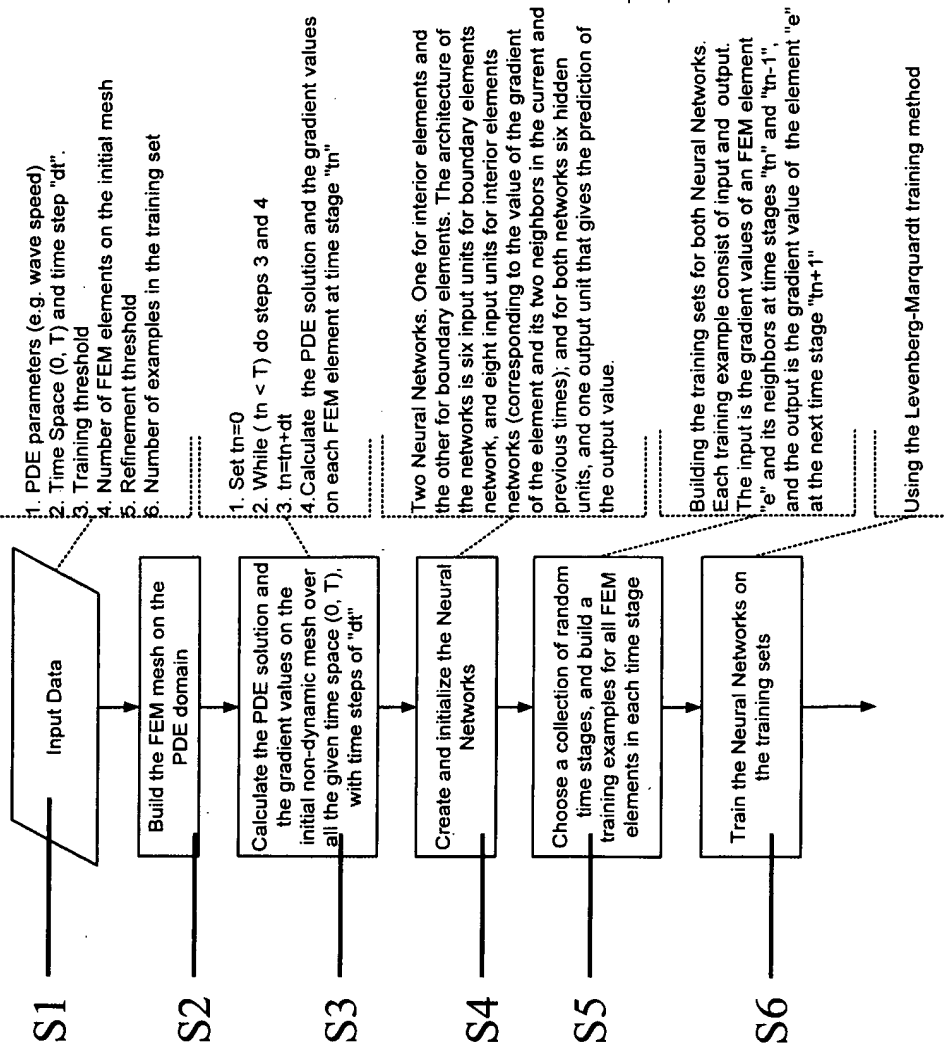 S1
Input Data
1. PDE parameters (e.g. wave speed)
2. Time Space (0, T) and time step "dt".
3. Training threshold
4. Number of FEM elements on the initial mesh
5. Refinement threshold
6. Number of examples in the training set
S2
Build the FEM mesh on the
PDE domain
S3
Calculate the PDE solution and
the gradient values on the
initial non-dynamic mesh over
all the given time space (0, T),
with time steps of "dt"
1. Set tn=0
2. While ( tn < T) do steps 3 and 4
3. tn=tn+dt
4.Calculate the PDE solution and the gradient values
on each FEM element at time stage "tn"
S4
Create and initialize the Neural
Networks
Two Neural Networks. One for interior elements and
the other for boundary elements. The architecture of
the networks is six input units for boundary elements
network, and eight input units for interior elements
networks (corresponding to the value of the gradient
of the element and its two neighbors in the current and
previous times); and for both networks six hidden
units, and one output unit that gives the prediction of
the output value.
S5
Choose a collection of random
time stages, and build a
training examples for all FEM
elements in each time stage
Building the training sets for both Neural Networks.
Each training example consist of input and output.
The input is the gradient values of an FEM element
"e" and its neighbors at time stages "tn" and "tn-1",
and the output is the gradient value of the element "e"
at the next time stage "tn+1"
S6
Train the Neural Networks on
the training sets
Using the Levenberg-Marquardt training method